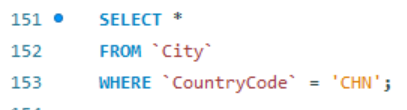 151 SELECT *
152 FROM `City`
153 WHERE `CountryCode` = 'CHN';